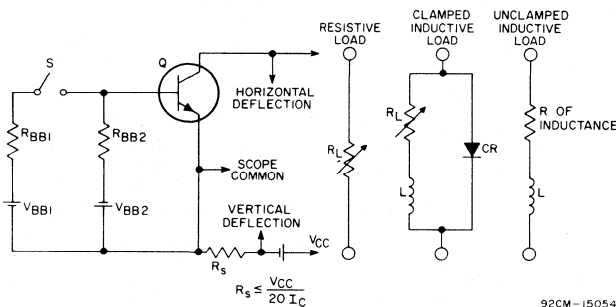 S
Q
RBB1
RBB2
VBB1
VBB2
HORIZONTAL
DEFLECTION
SCOPE
COMMON
VERTICAL
DEFLECTION
RS
VCC
RS ≤ VCC
20 IC
RESISTIVE
LOAD
RL
CLAMPED
INDUCTIVE
LOAD
RL
L
CR
UNCLAMPED
INDUCTIVE
LOAD
R OF
INDUCTANCE
L
92CM-15054